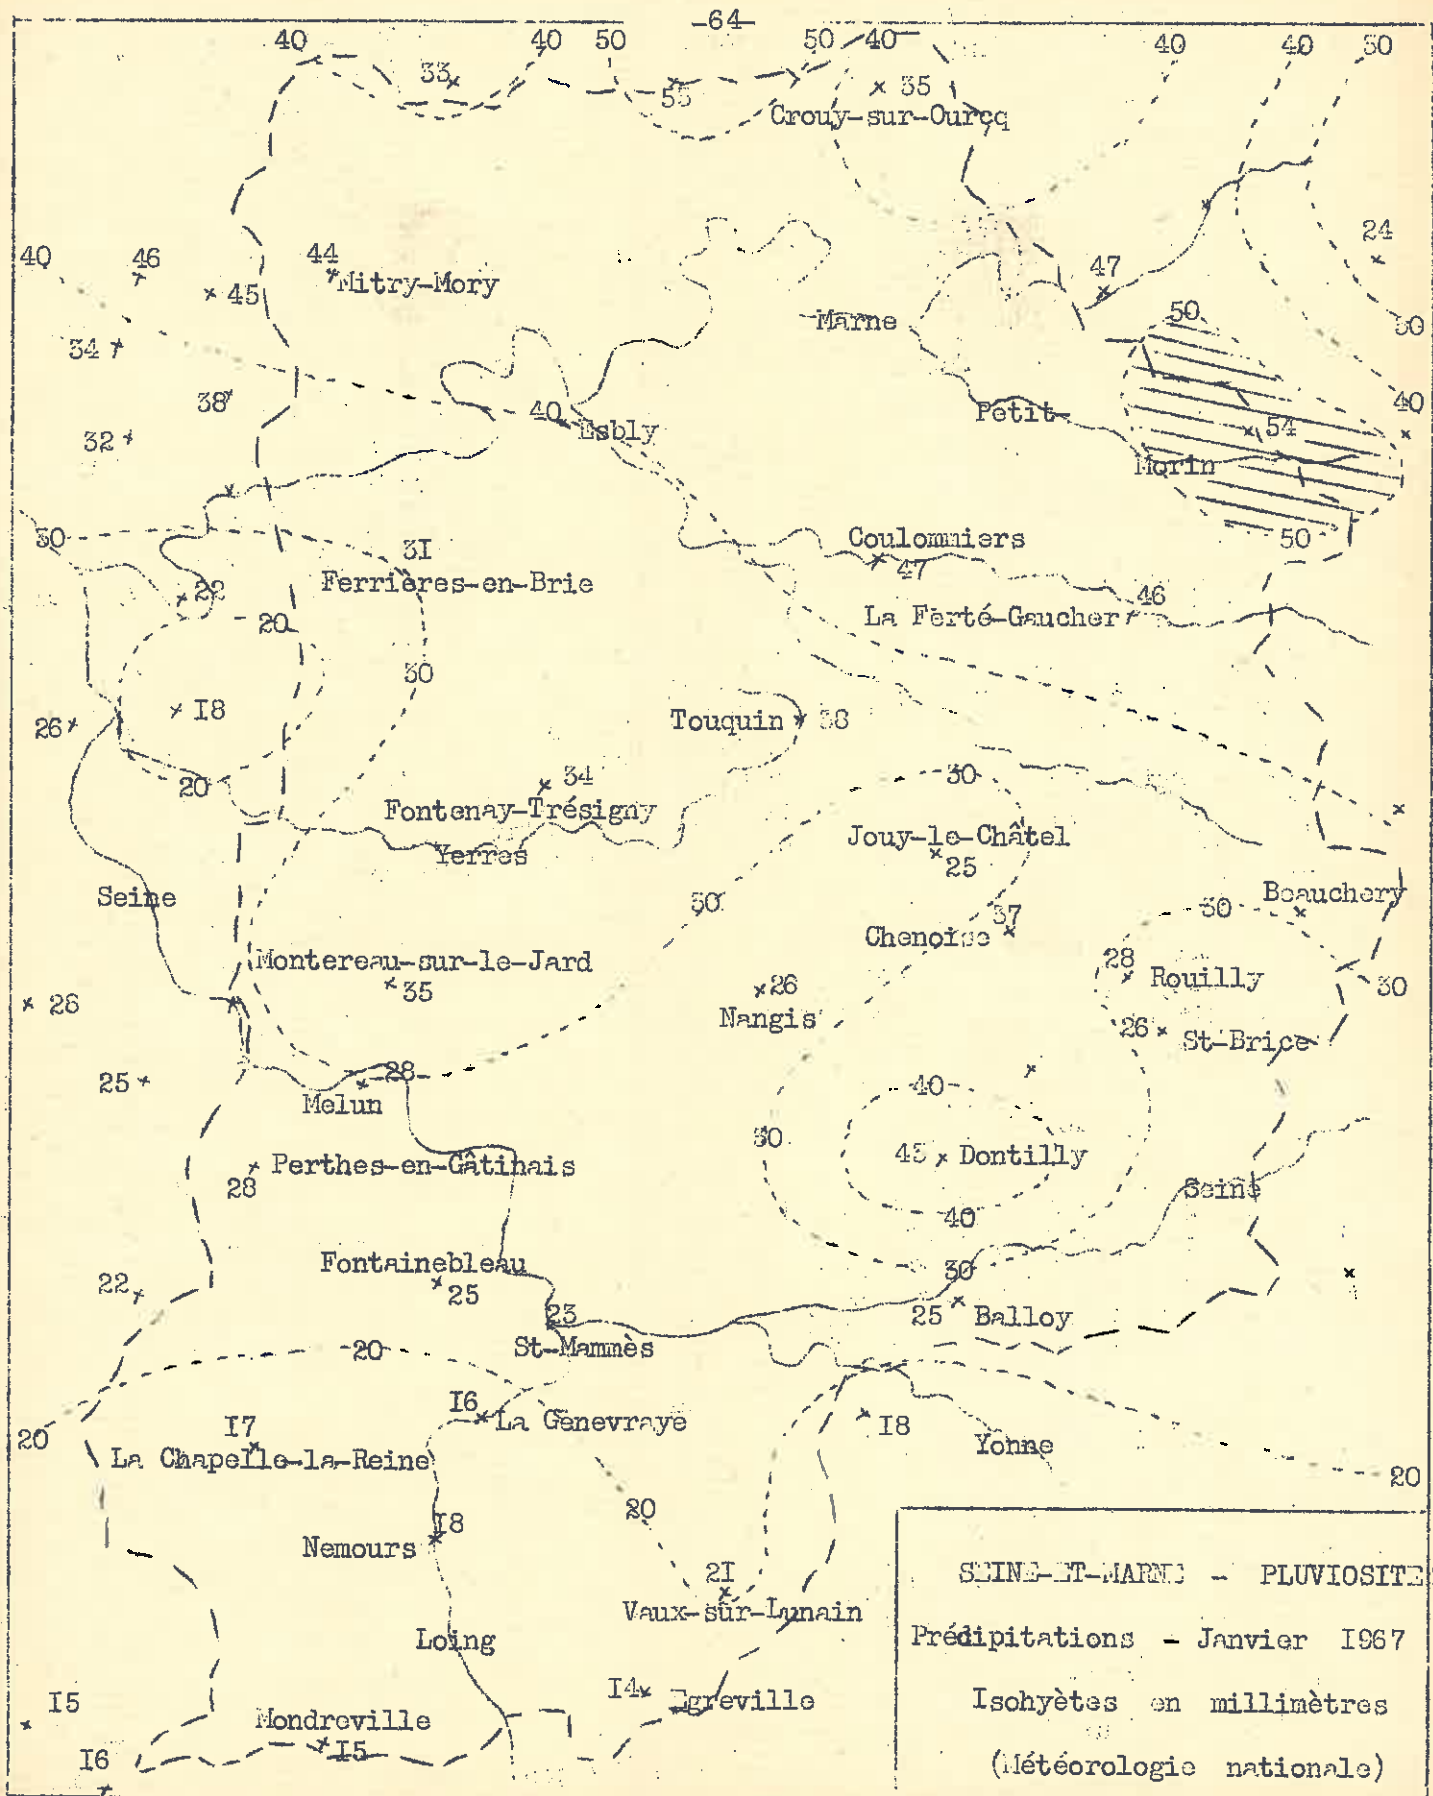 -64-
40 40 50 50 40 40 40 50
33
55
35
Crouy-sur-Ourcq
24
40 46 44 47
45
Mitry-Mory
Marne
50
30
34
38
40
40
Petit-
54
32
Esbly
Morin
30
31
Coulommiers
50
47
22
Ferrières-en-Brie
46
20
La Ferté-Gaucher
30
18
26
Touquin 38
34
30
20
Fontenay-Trésigny
Jouy-le-Châtel
Yerres
25
Seine
30
Beauchery
37
30
Chenoise
Montereau-sur-le-Jard
28
Rouilly
35
26
30
26
Nangis
26
St-Brice
25
28
40
Melun
30
45 Dontilly
Perthes-en-Gâtinais
28
Seine
40
Fontainebleau
30
22
25
23
25 Balloy
St-Mammès
20
16
La Genevraye
17
18
20
La Chapelle-la-Reine
Yonne
20
20
18
Nemours
21
Vaux-sur-Lunain
Loing
14
Egreville
15
Mondreville
15
16
SEINE-ET-MARNE - PLUVIOSITE
Prédipitations - Janvier 1967
Isohyètes en millimètres
(Météorologie nationale)